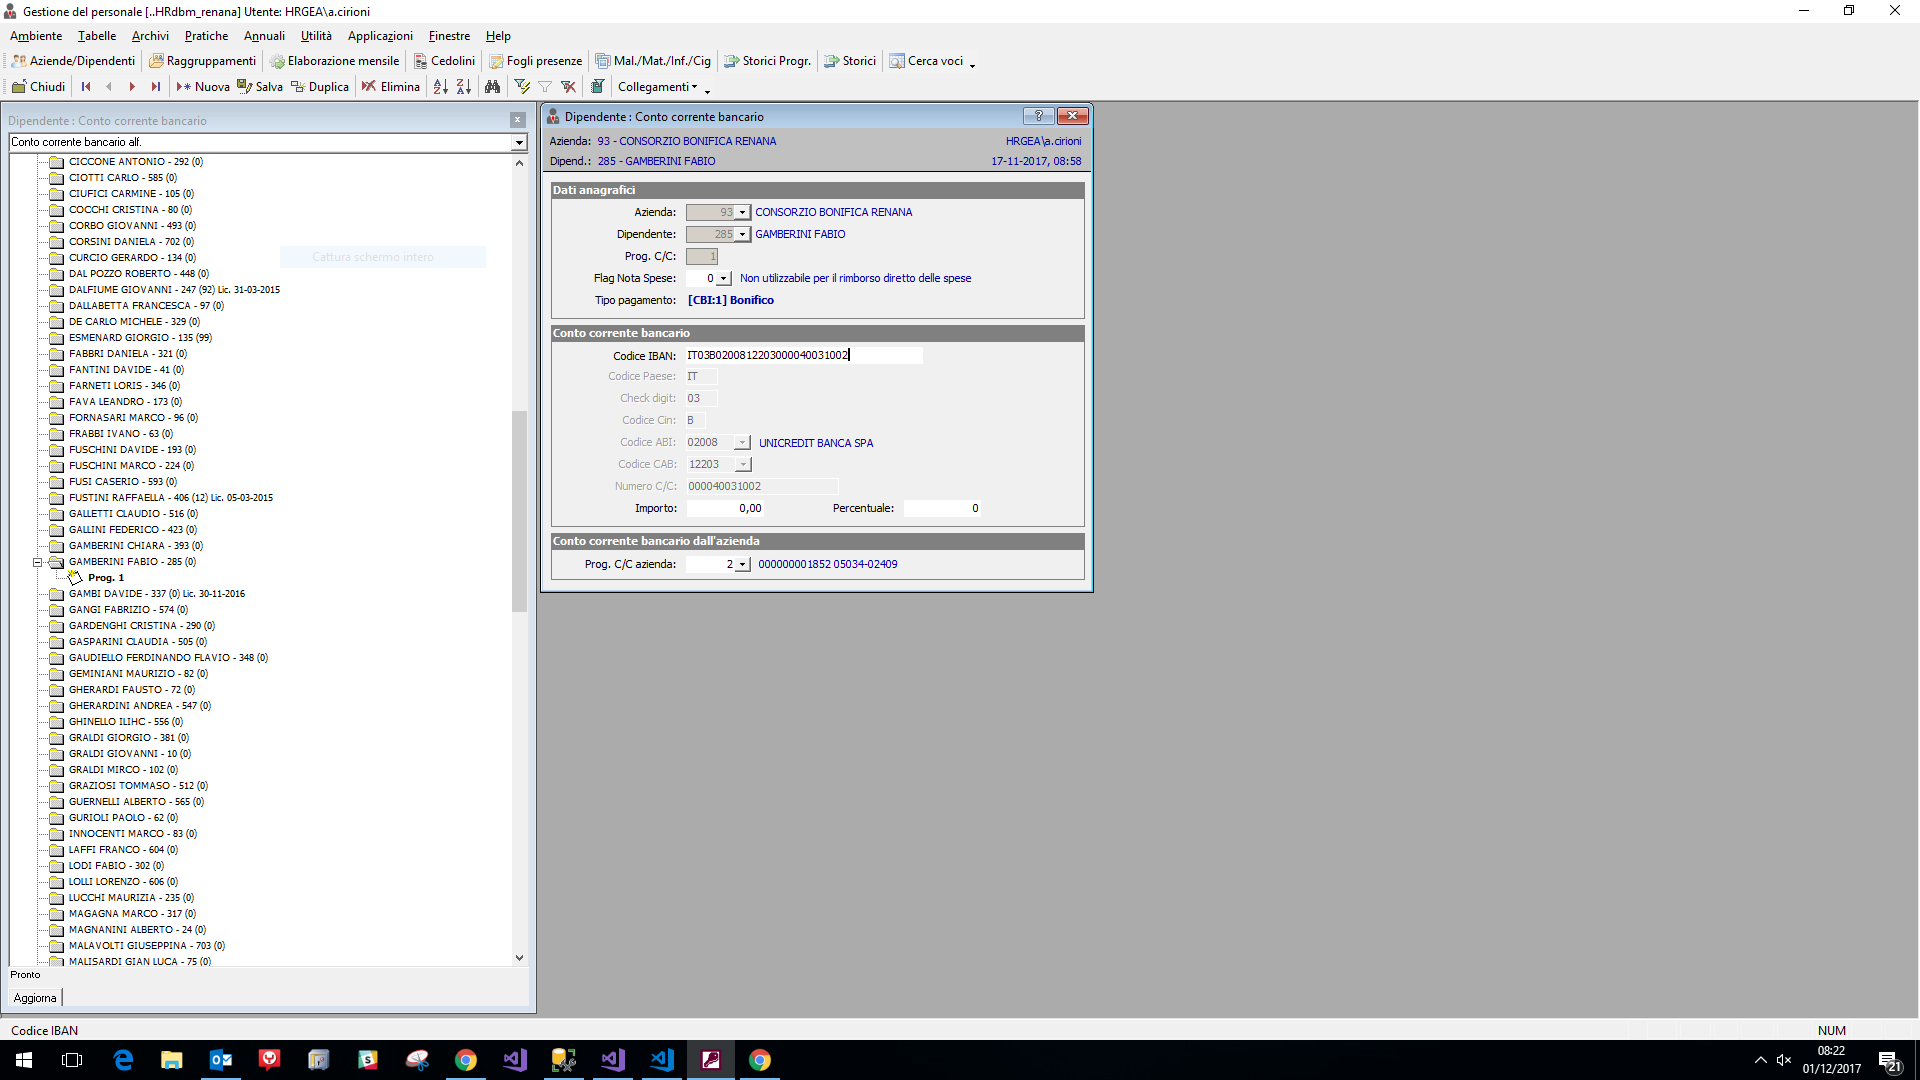 Gestione del personale [..HRdbm_renana] Utente: HRGEA\a.cirioni
Ambiente Tabelle Archivi Pratiche Annuali Utilità Applicazioni Finestre Help
Aziende/Dipendenti Raggruppamenti Elaborazione mensile Cedolini Fogli presenze Mal./Mat./Inf./Cig Storici Progr. Storici Cerca voci
Chiudi Nuova Salva Duplica Elimina Collegamenti
Dipendente : Conto corrente bancario
Conto corrente bancario alf.
CICCONE ANTONIO - 292 (0)
CIOTTI CARLO - 585 (0)
CIUFICI CARMINE - 105 (0)
COCCHI CRISTINA - 80 (0)
CORBO GIOVANNI - 493 (0)
CORSINI DANIELA - 702 (0)
CURCIO GERARDO - 134 (0)
Cattura schermo intero
DAL POZZO ROBERTO - 448 (0)
DALFIUME GIOVANNI - 247 (92) Lic. 31-03-2015
DALLABETTA FRANCESCA - 97 (0)
DE CARLO MICHELE - 329 (0)
ESMENARD GIORGIO - 135 (99)
FABBRI DANIELA - 321 (0)
FANTINI DAVIDE - 41 (0)
FARNETI LORIS - 346 (0)
FAVA LEANDRO - 173 (0)
FORNASARI MARCO - 96 (0)
FRABBI IVANO - 63 (0)
FUSCHINI DAVIDE - 193 (0)
FUSCHINI MARCO - 224 (0)
FUSI CASERIO - 593 (0)
FUSTINI RAFFAELLA - 406 (12) Lic. 05-03-2015
GALLETTI CLAUDIO - 516 (0)
GALLINI FEDERICO - 423 (0)
GAMBERINI CHIARA - 393 (0)
GAMBERINI FABIO - 285 (0)
Prog. 1
GAMBI DAVIDE - 337 (0) Lic. 30-11-2016
GANGI FABRIZIO - 574 (0)
GARDENGHI CRISTINA - 290 (0)
GASPARINI CLAUDIA - 505 (0)
GAUDIELLO FERDINANDO FLAVIO - 348 (0)
GEMINIANI MAURIZIO - 82 (0)
GHERARDI FAUSTO - 72 (0)
GHERARDINI ANDREA - 547 (0)
GHINELLO ILIHC - 556 (0)
GRALDI GIORGIO - 381 (0)
GRALDI GIOVANNI - 10 (0)
GRALDI MIRCO - 102 (0)
GRAZIOSI TOMMASO - 512 (0)
GUERNELLI ALBERTO - 565 (0)
GURIOLI PAOLO - 62 (0)
INNOCENTI MARCO - 83 (0)
LAFFI FRANCO - 604 (0)
LODI FABIO - 302 (0)
LOLLI LORENZO - 606 (0)
LUCCHI MAURIZIA - 235 (0)
MAGAGNA MARCO - 317 (0)
MAGNANINI ALBERTO - 24 (0)
MALAVOLTI GIUSEPPINA - 703 (0)
MALISARDI GIAN LUCA - 75 (0)
Pronto
Aggiorna
Dipendente : Conto corrente bancario
Azienda: 93 - CONSORZIO BONIFICA RENANA HRGEA\a.cirioni
Dipend.: 285 - GAMBERINI FABIO 17-11-2017, 08:58
Dati anagrafici
Azienda: 93 CONSORZIO BONIFICA RENANA
Dipendente: 285 GAMBERINI FABIO
Prog. C/C: 1
Flag Nota Spese: 0 Non utilizzabile per il rimborso diretto delle spese
Tipo pagamento: [CBI:1] Bonifico
Conto corrente bancario
Codice IBAN: IT03B0200812203000040031002
Codice Paese: IT
Check digit: 03
Codice Cin: B
Codice ABI: 02008 UNICREDIT BANCA SPA
Codice CAB: 12203
Numero C/C: 000040031002
Importo: 0,00 Percentuale: 0
Conto corrente bancario dall'azienda
Prog. C/C azienda: 2 000000001852 05034-02409
Codice IBAN NUM
08:22
01/12/2017
21